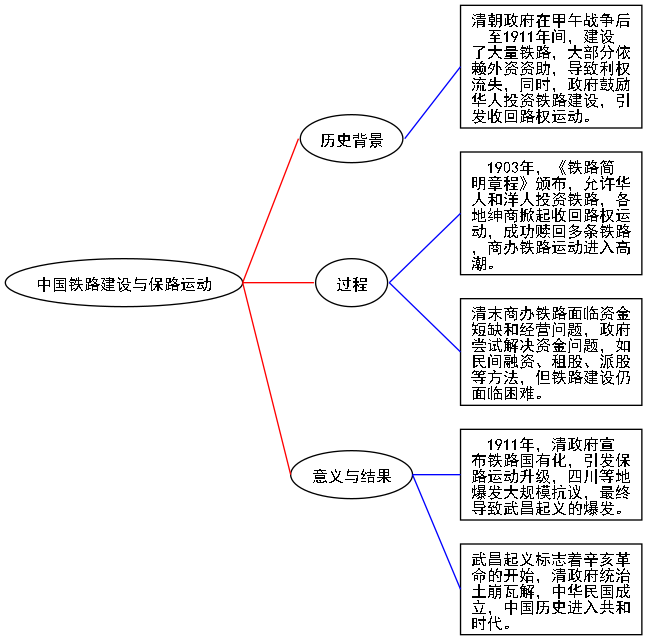 中国铁路建设与保路运动
历史背景
清朝政府在甲午战争后
至1911年间，建设
了大量铁路，大部分依
赖外资资助，导致利权
流失，同时，政府鼓励
华人投资铁路建设，引
发收回路权运动。
过程
1903年，《铁路简
明章程》颁布，允许华
人和洋人投资铁路，各
地绅商掀起收回路权运
动，成功赎回多条铁路
，商办铁路运动进入高
潮。
清末商办铁路面临资金
短缺和经营问题，政府
尝试解决资金问题，如
民间融资、租股、派股
等方法，但铁路建设仍
面临困难。
意义与结果
1911年，清政府宣
布铁路国有化，引发保
路运动升级，四川等地
爆发大规模抗议，最终
导致武昌起义的爆发。
武昌起义标志着辛亥革
命的开始，清政府统治
土崩瓦解，中华民国成
立，中国历史进入共和
时代。